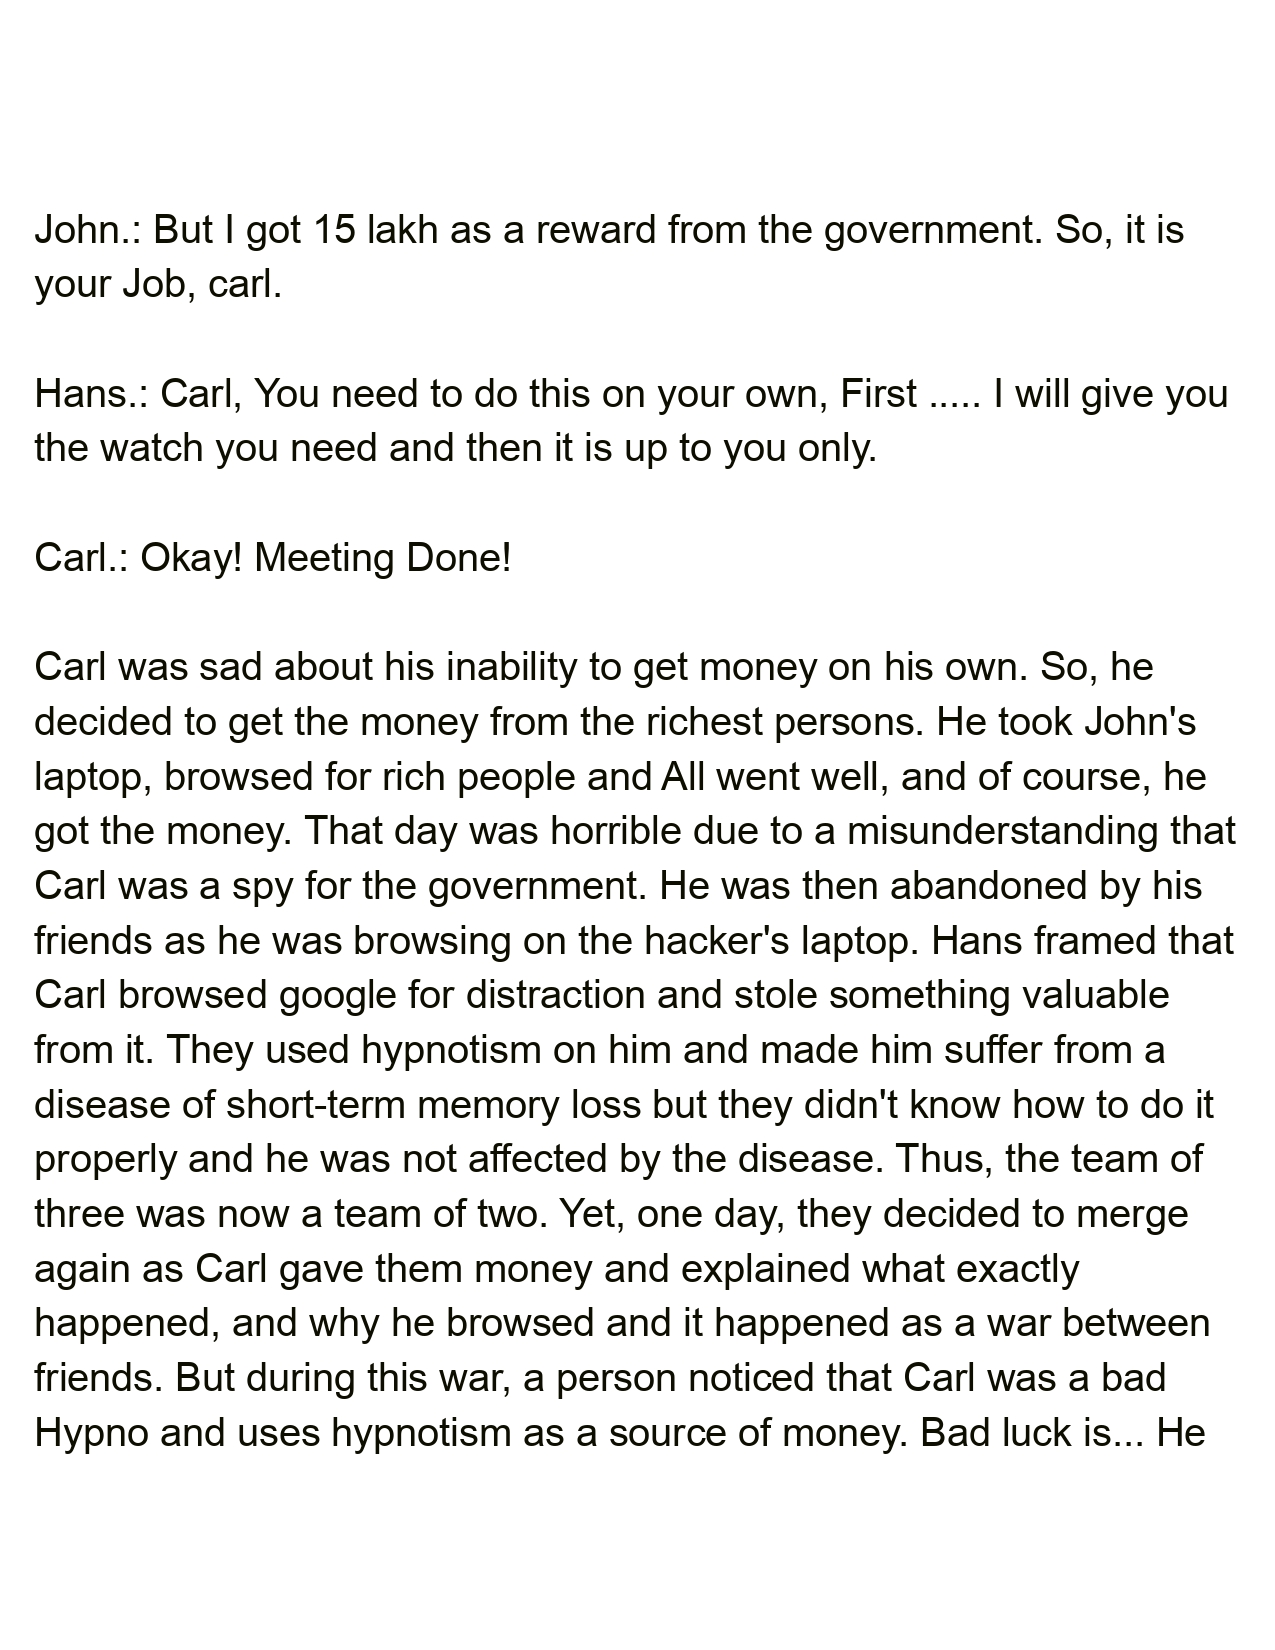 John.: But I got 15 lakh as a reward from the government. So, it is
your Job, carl.
Hans.: Carl, You need to do this on your own, First ..... I will give you
the watch you need and then it is up to you only.
Carl.: Okay! Meeting Done!
Carl was sad about his inability to get money on his own. So, he
decided to get the money from the richest persons. He took John's
laptop, browsed for rich people and All went well, and of course, he
got the money. That day was horrible due to a misunderstanding that
Carl was a spy for the government. He was then abandoned by his
friends as he was browsing on the hacker's laptop. Hans framed that
Carl browsed google for distraction and stole something valuable
from it. They used hypnotism on him and made him suffer from a
disease of short-term memory loss but they didn't know how to do it
properly and he was not affected by the disease. Thus, the team of
three was now a team of two. Yet, one day, they decided to merge
again as Carl gave them money and explained what exactly
happened, and why he browsed and it happened as a war between
friends. But during this war, a person noticed that Carl was a bad
Hypno and uses hypnotism as a source of money. Bad luck is... He